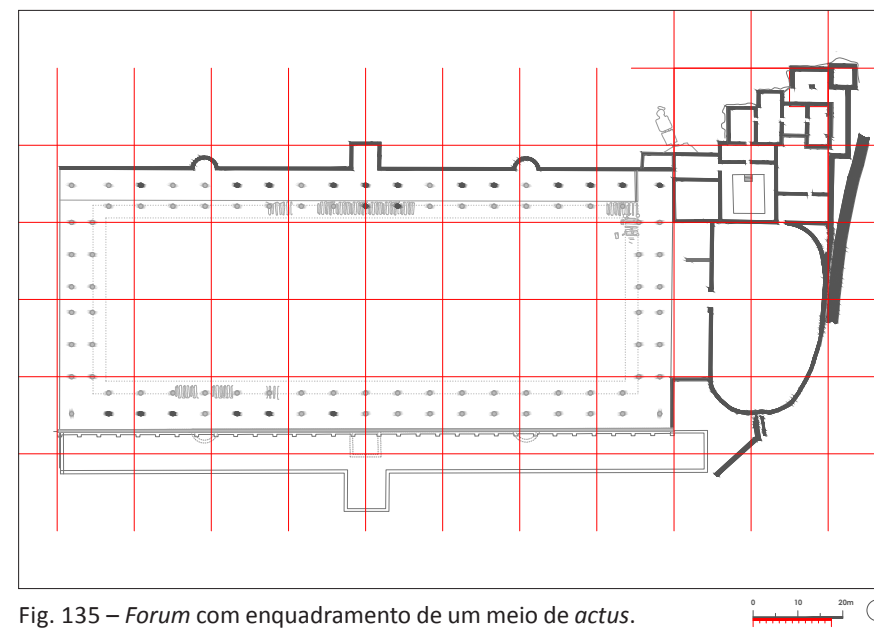 Fig. 135 – Forum com enquadramento de um meio de actus.
0 10 20m